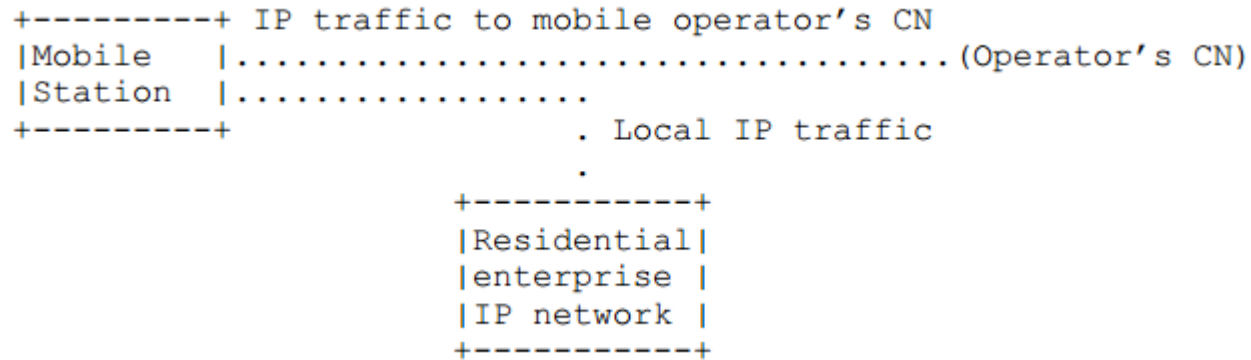 +---------+ IP traffic to mobile operator’s CN
|Mobile   |....................................(Operator’s CN)
|Station  |..................
+---------+                 . Local IP traffic
                            .
                      +-----------+
                      |Residential|
                      |enterprise |
                      |IP network |
                      +-----------+